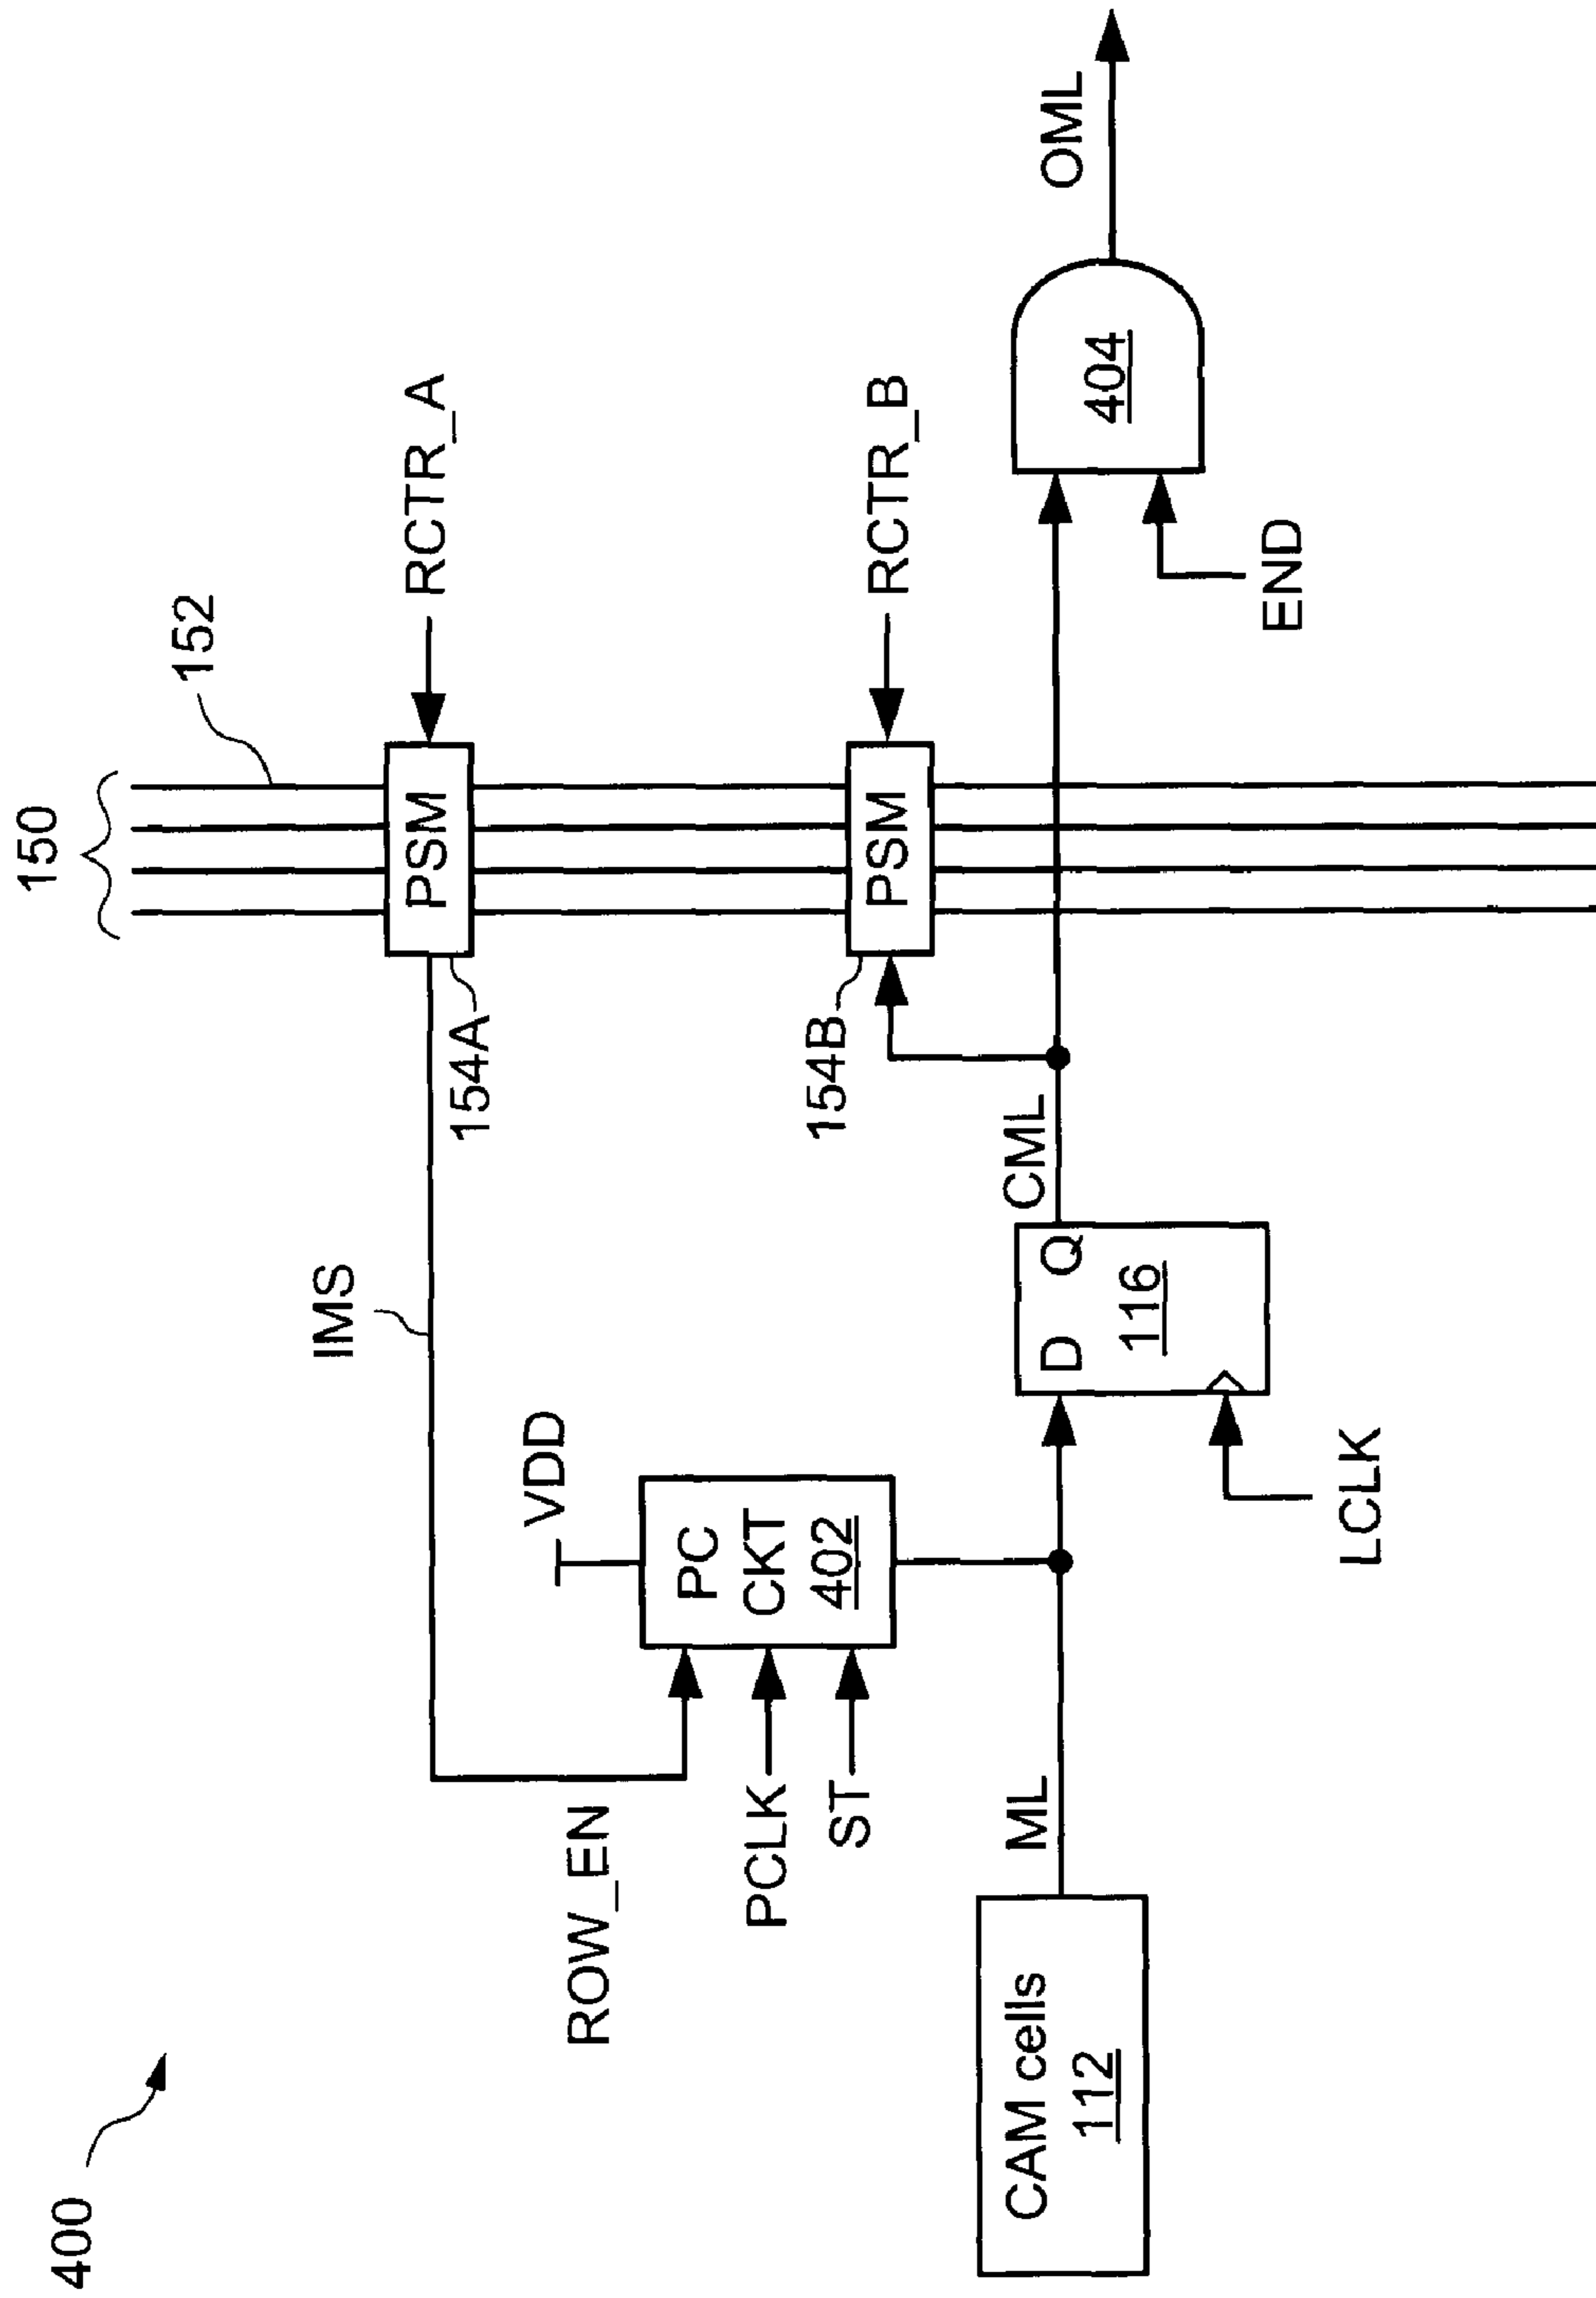 400
150
152
IMS
154A
PSM
RCTR_A
VDD
ROW_EN
PCLK
ST
PC
CKT
402
154B
PSM
RCTR_B
CAM cells
112
ML
D Q
116
LCLK
CML
404
END
OML